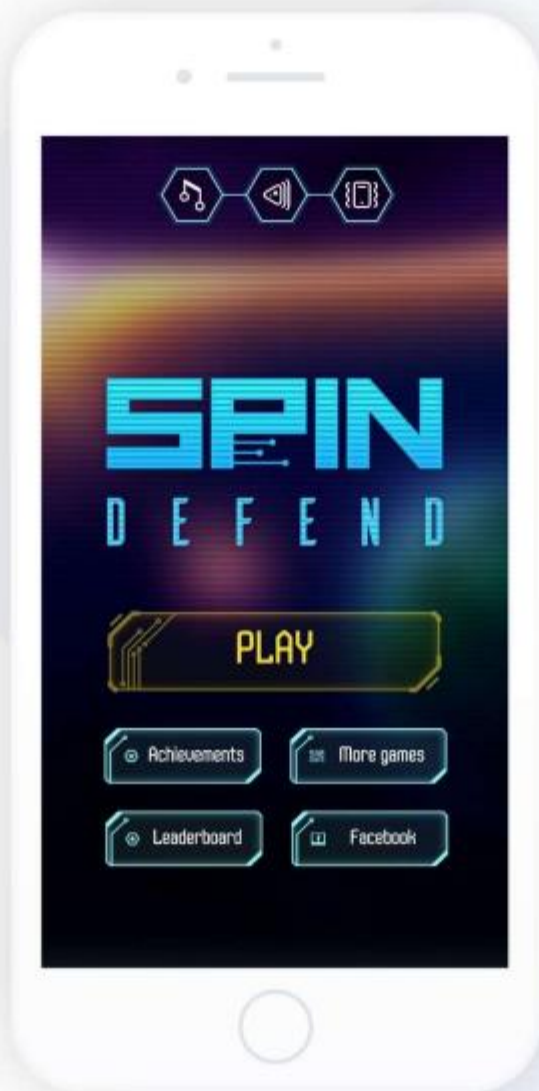 SPIN
DEFEND
PLAY
Achievements
More games
Leaderboard
Facebook